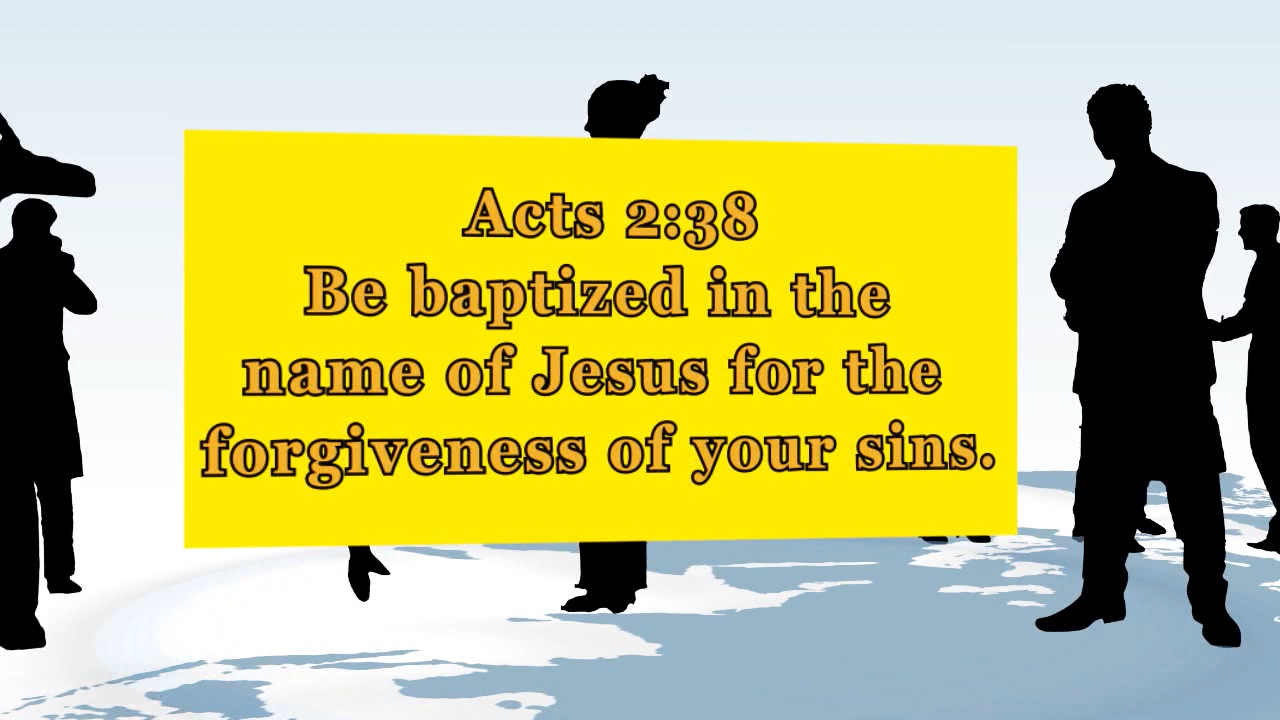 Acts 2:38
Be baptized in the
name of Jesus for the
forgiveness of your sins.